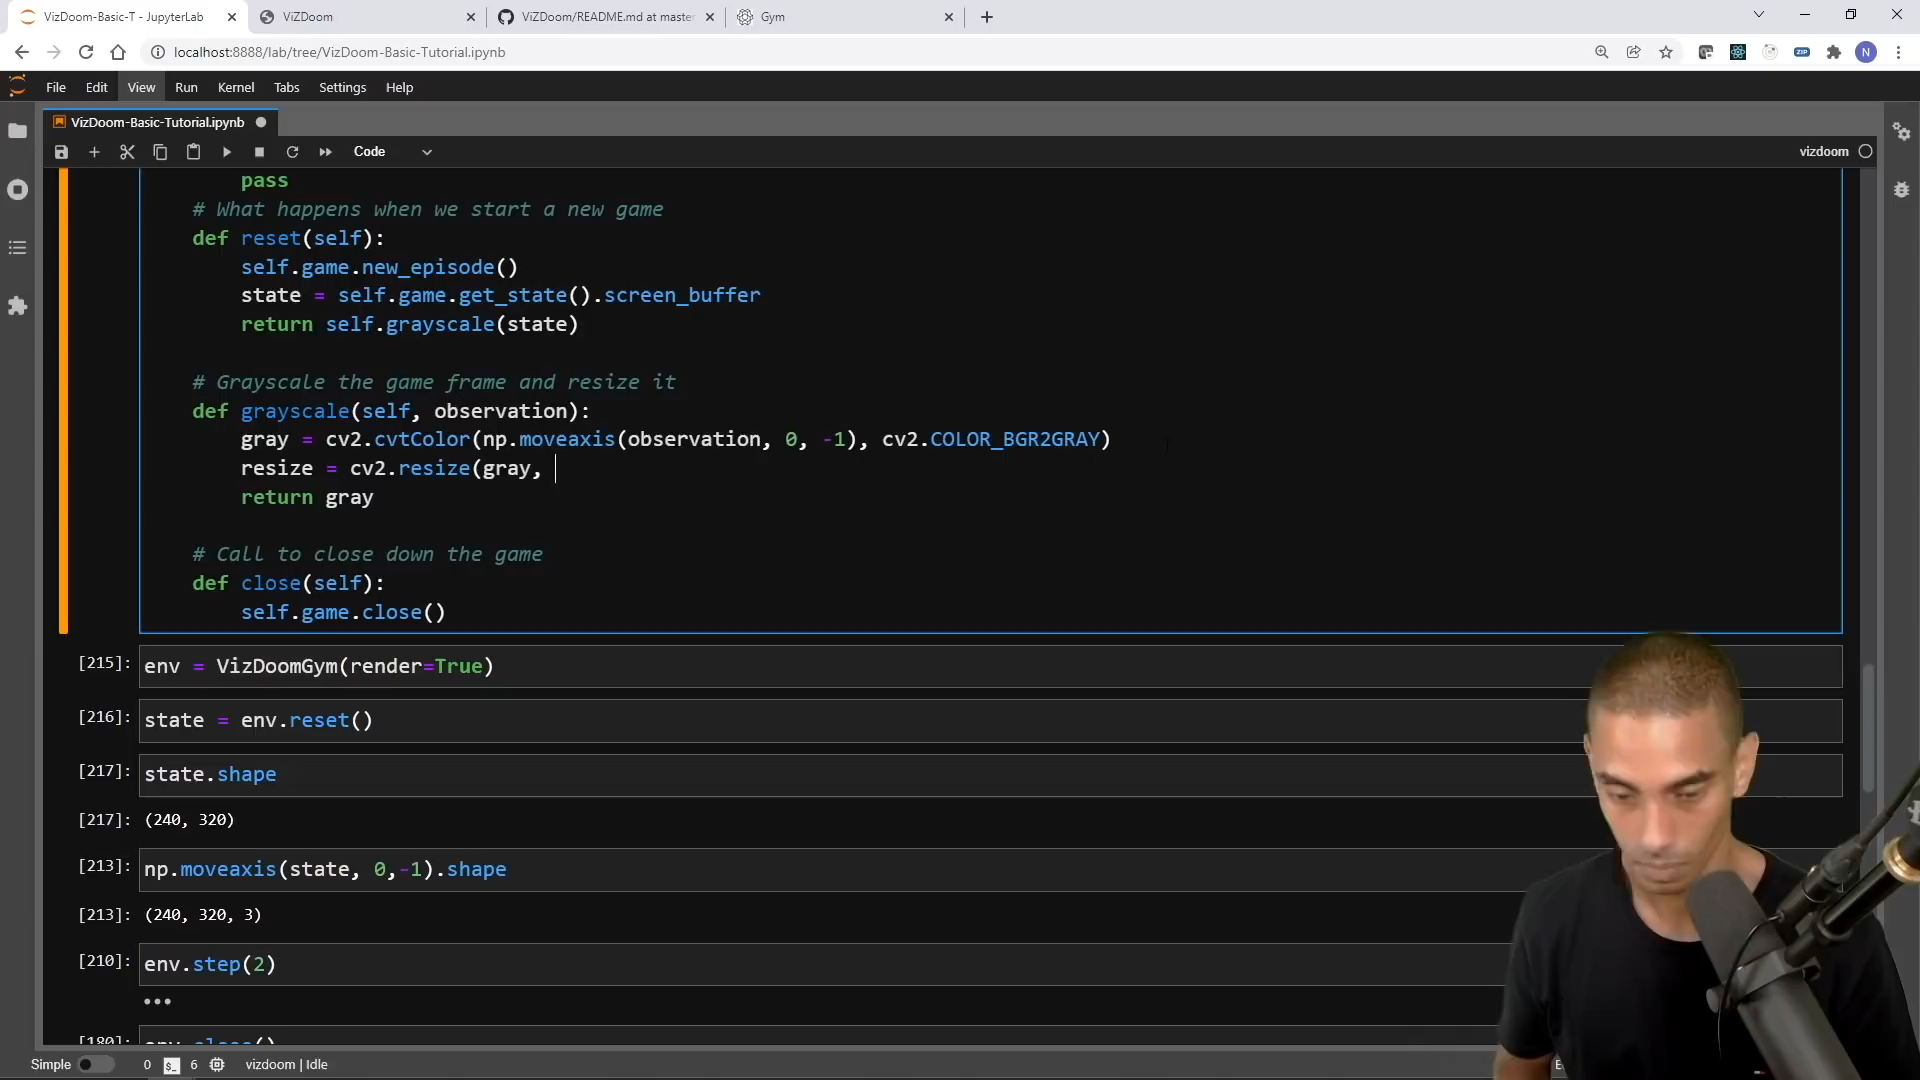 VizDoom-Basic-T - JupyterLab
ViZDoom
ViZDoom/README.md at master
Gym
localhost:8888/lab/tree/VizDoom-Basic-Tutorial.ipynb
ZIP
N
File Edit View Run Kernel Tabs Settings Help
VizDoom-Basic-Tutorial.ipynb
Code
vizdoom
pass
# What happens when we start a new game
def reset(self):
self.game.new_episode()
state = self.game.get_state().screen_buffer
return self.grayscale(state)
# Grayscale the game frame and resize it
def grayscale(self, observation):
gray = cv2.cvtColor(np.moveaxis(observation, 0, -1), cv2.COLOR_BGR2GRAY)
resize = cv2.resize(gray,
return gray
# Call to close down the game
def close(self):
self.game.close()
[215]: env = VizDoomGym(render=True)
[216]: state = env.reset()
[217]: state.shape
[217]: (240, 320)
[213]: np.moveaxis(state, 0,-1).shape
[213]: (240, 320, 3)
[210]: env.step(2)
•••
[180]: env.close()
Simple 0 $_ 6 vizdoom | Idle